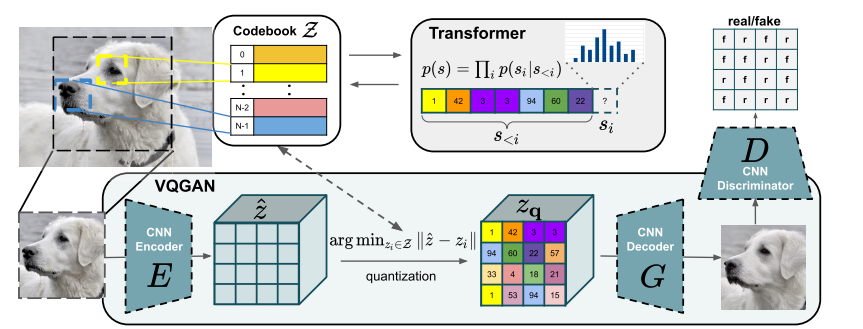 Codebook 𝒵
0
1
N-2
N-1
Transformer
p(s) = ∏ᵢ p(sᵢ|s<ᵢ)
1 42 3 3 94 60 22 ?
s<ᵢ sᵢ
real/fake
f r f r
f f r f
r f r f
f r r r
D
CNN
Discriminator
VQGAN
CNN
Encoder
E
ẑ
arg min_{zᵢ∈𝒵} ‖ẑ − zᵢ‖
quantization
z_q
1 42 3 3
94 60 22 57
33 4 18 21
1 53 94 15
CNN
Decoder
G